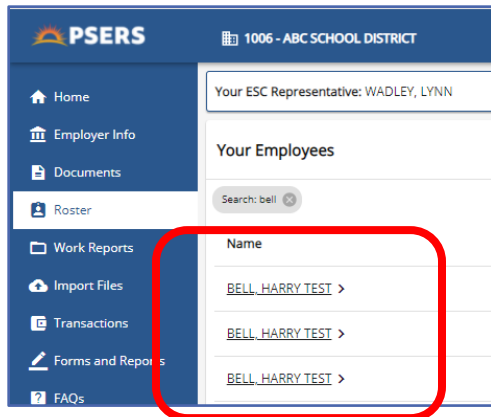 PSERS
1006 - ABC SCHOOL DISTRICT
Home
Employer Info
Documents
Roster
Work Reports
Import Files
Transactions
Forms and Reports
FAQs
Your ESC Representative: WADLEY, LYNN
Your Employees
Search: bell
Name
BELL, HARRY TEST >
BELL, HARRY TEST >
BELL, HARRY TEST >